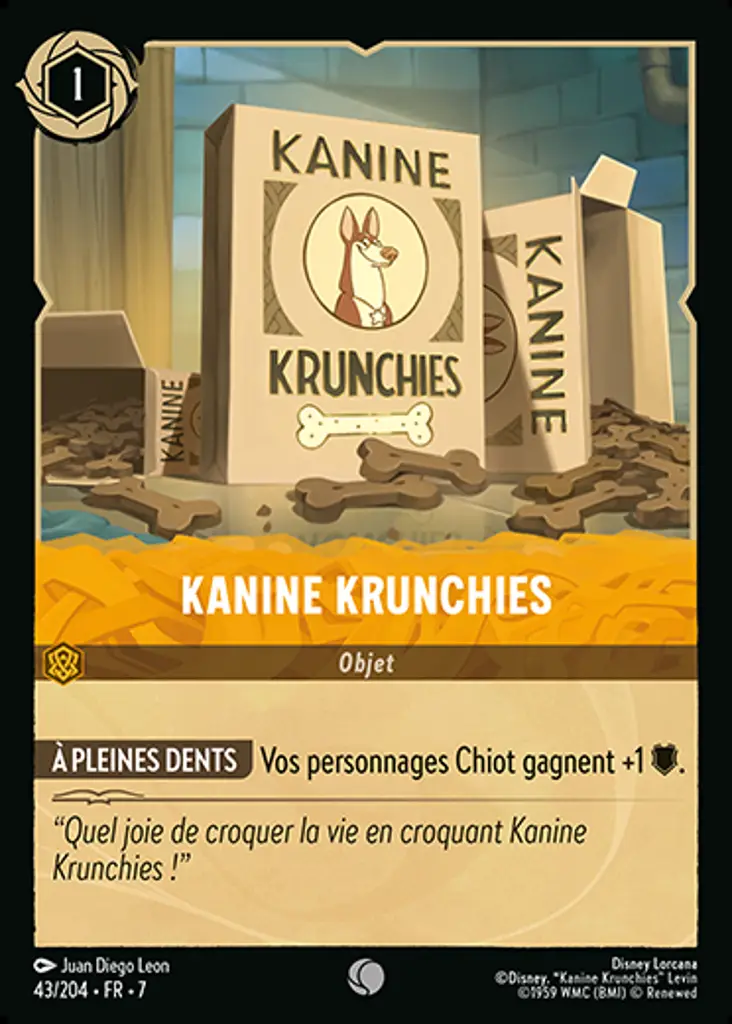 1
KANINE
KRUNCHIES
KANINE
KANINE
KANINE KRUNCHIES
Objet
À PLEINES DENTS Vos personnages Chiot gagnent +1.
“Quel joie de croquer la vie en croquant Kanine
Krunchies !”
Juan Diego Leon
43/204 • FR • 7
Disney Lorcana
©Disney. "Kanine Krunchies" Levin
©1959 WMC (BMI) © Renewed